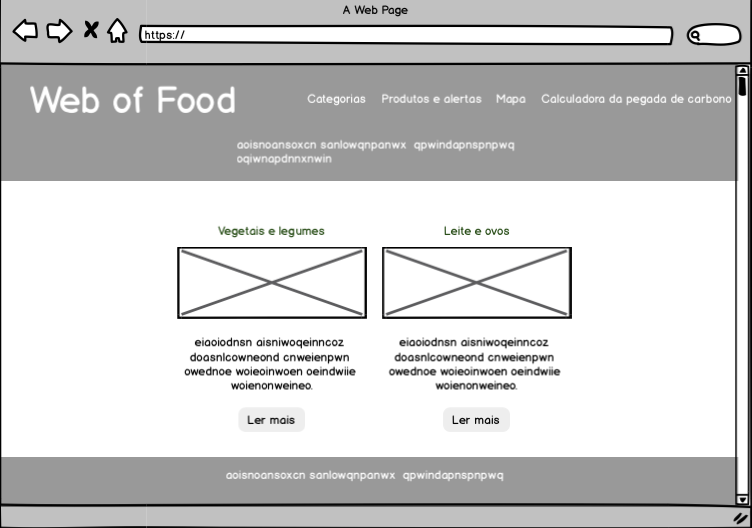 A Web Page
https://
Web of Food
Categorias Produtos e alertas Mapa Calculadora da pegada de carbono
aoisnoansoxcn sanlowqnpanwx qpwindapnspnpwq
oqiwnapdnnxnwin
Vegetais e legumes
Leite e ovos
eiaoiodnsn aisniwoqeinncoz
doasnlcowneond cnweienpwn
owednoe woieoinwoen oeindwiie
woienonweineo.
eiaoiodnsn aisniwoqeinncoz
doasnlcowneond cnweienpwn
owednoe woieoinwoen oeindwiie
woienonweineo.
Ler mais
Ler mais
aoisnoansoxcn sanlowqnpanwx qpwindapnspnpwq